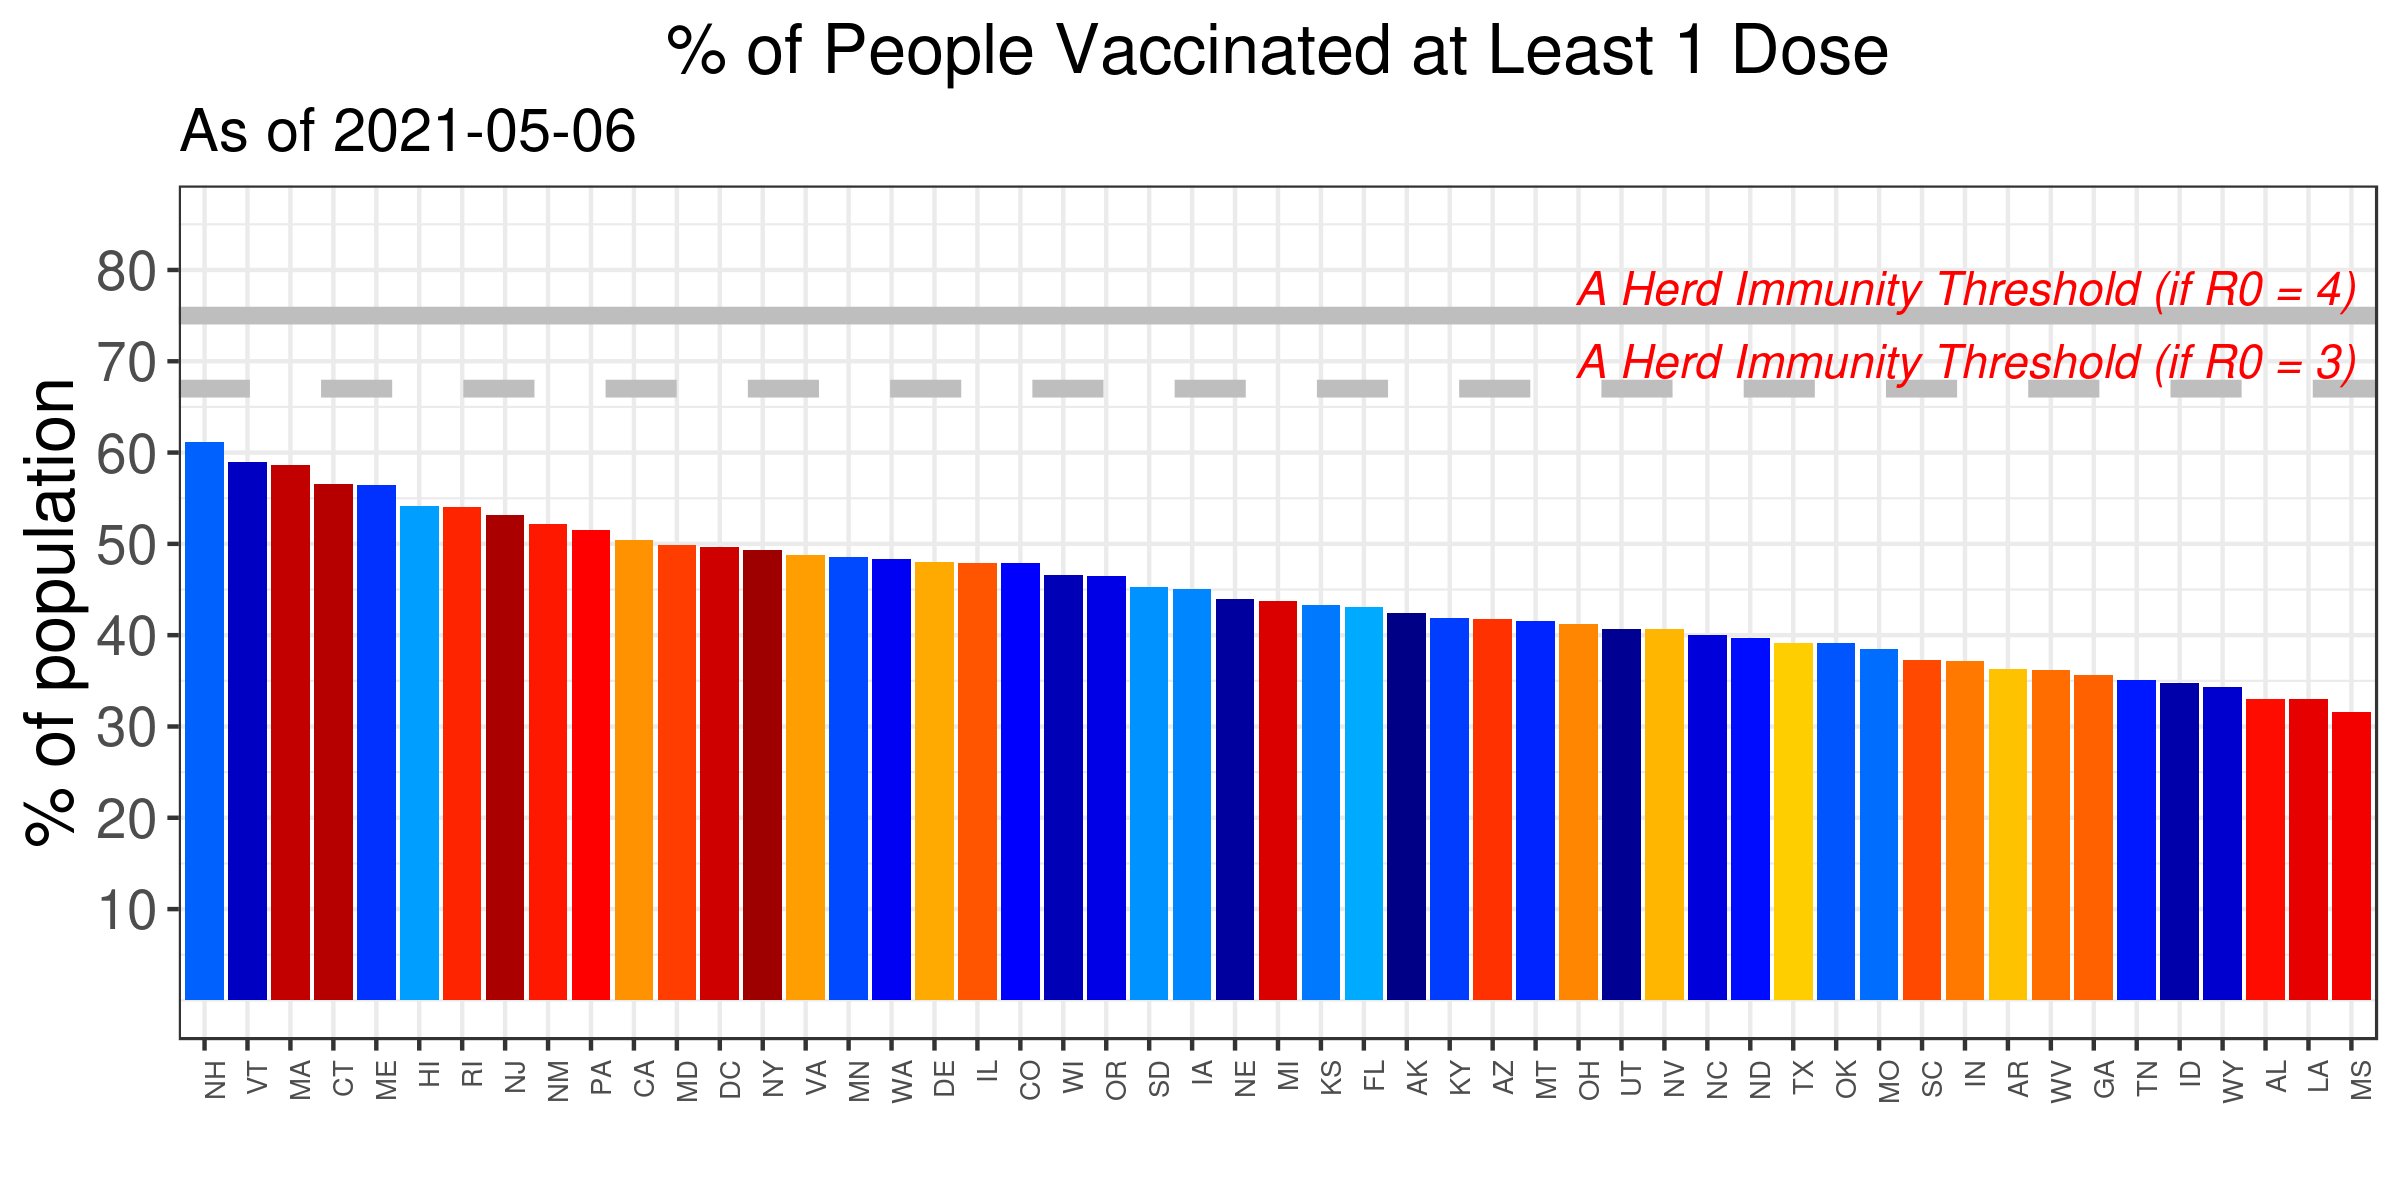 % of People Vaccinated at Least 1 Dose
As of 2021-05-06
% of population
80
70
60
50
40
30
20
10
A Herd Immunity Threshold (if R0 = 4)
A Herd Immunity Threshold (if R0 = 3)
NH VT MA CT ME HI RI NJ NM PA CA MD DC NY VA MN WA DE IL CO WI OR SD IA NE MI KS FL AK KY AZ MT OH UT NV NC ND TX OK MO SC IN AR WV GA TN ID WY AL LA MS